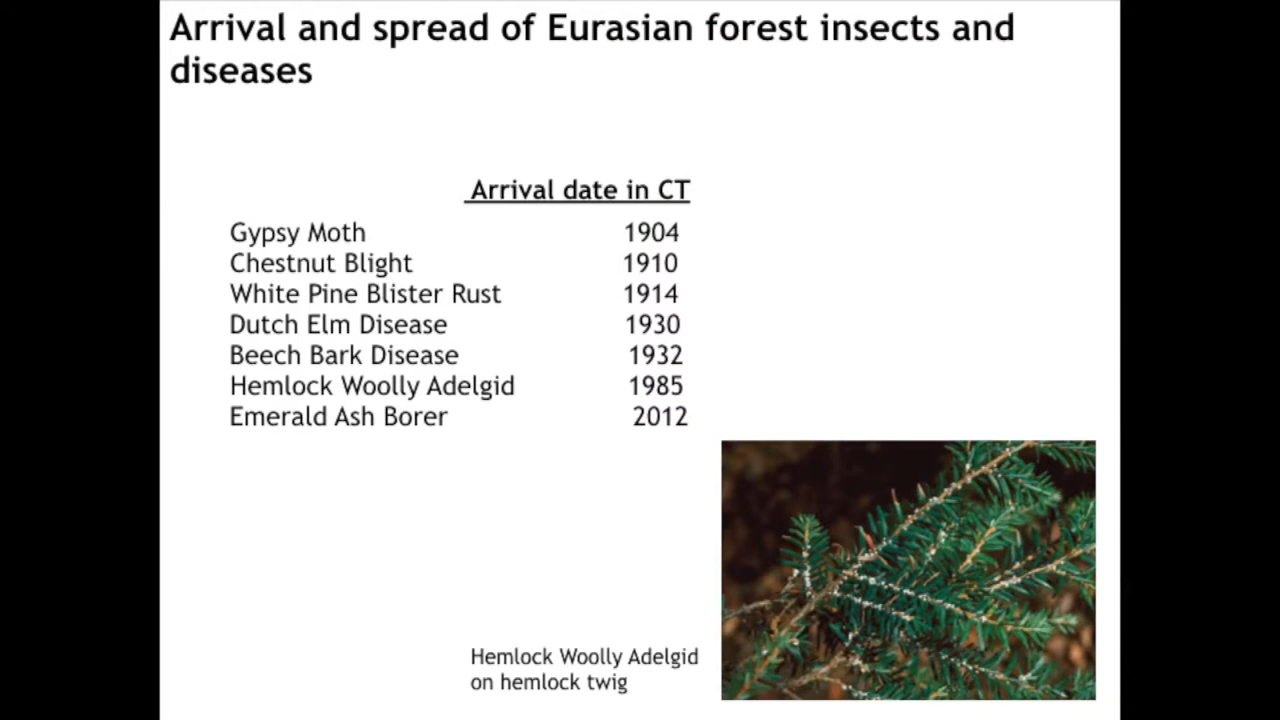 Arrival and spread of Eurasian forest insects and
diseases
Arrival date in CT
Gypsy Moth 1904
Chestnut Blight 1910
White Pine Blister Rust 1914
Dutch Elm Disease 1930
Beech Bark Disease 1932
Hemlock Woolly Adelgid 1985
Emerald Ash Borer 2012
Hemlock Woolly Adelgid
on hemlock twig